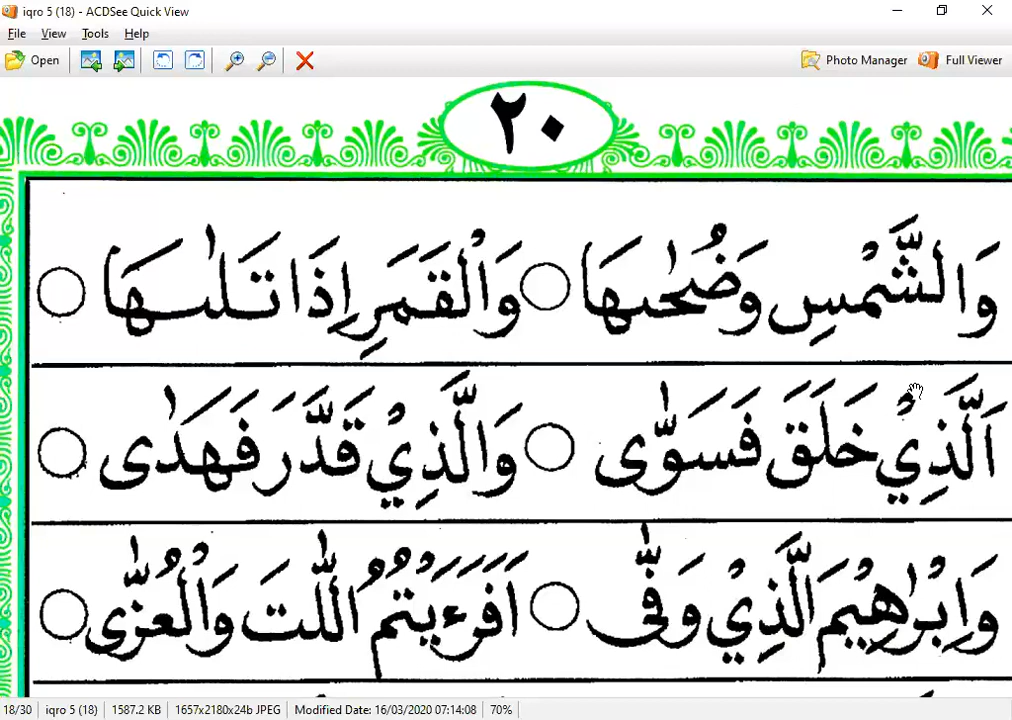 iqro 5 (18) - ACDSee Quick View
File View Tools Help
Open Photo Manager Full Viewer
٢٠
وَالشَّمْسِ وَضُحٰىهَا ○ وَالْقَمَرِ اِذَا تَلٰىهَا ○
اَلَّذِيْ خَلَقَ فَسَوّٰى ○ وَالَّذِيْ قَدَّرَ فَهَدٰى ○
وَاِبْرٰهِيْمَ الَّذِيْ وَفّٰى ○ اَفَرَءَيْتُمُ اللّٰتَ وَالْعُزّٰى ○
18/30 iqro 5 (18) 1587.2 KB 1657x2180x24b JPEG Modified Date: 16/03/2020 07:14:08 70%